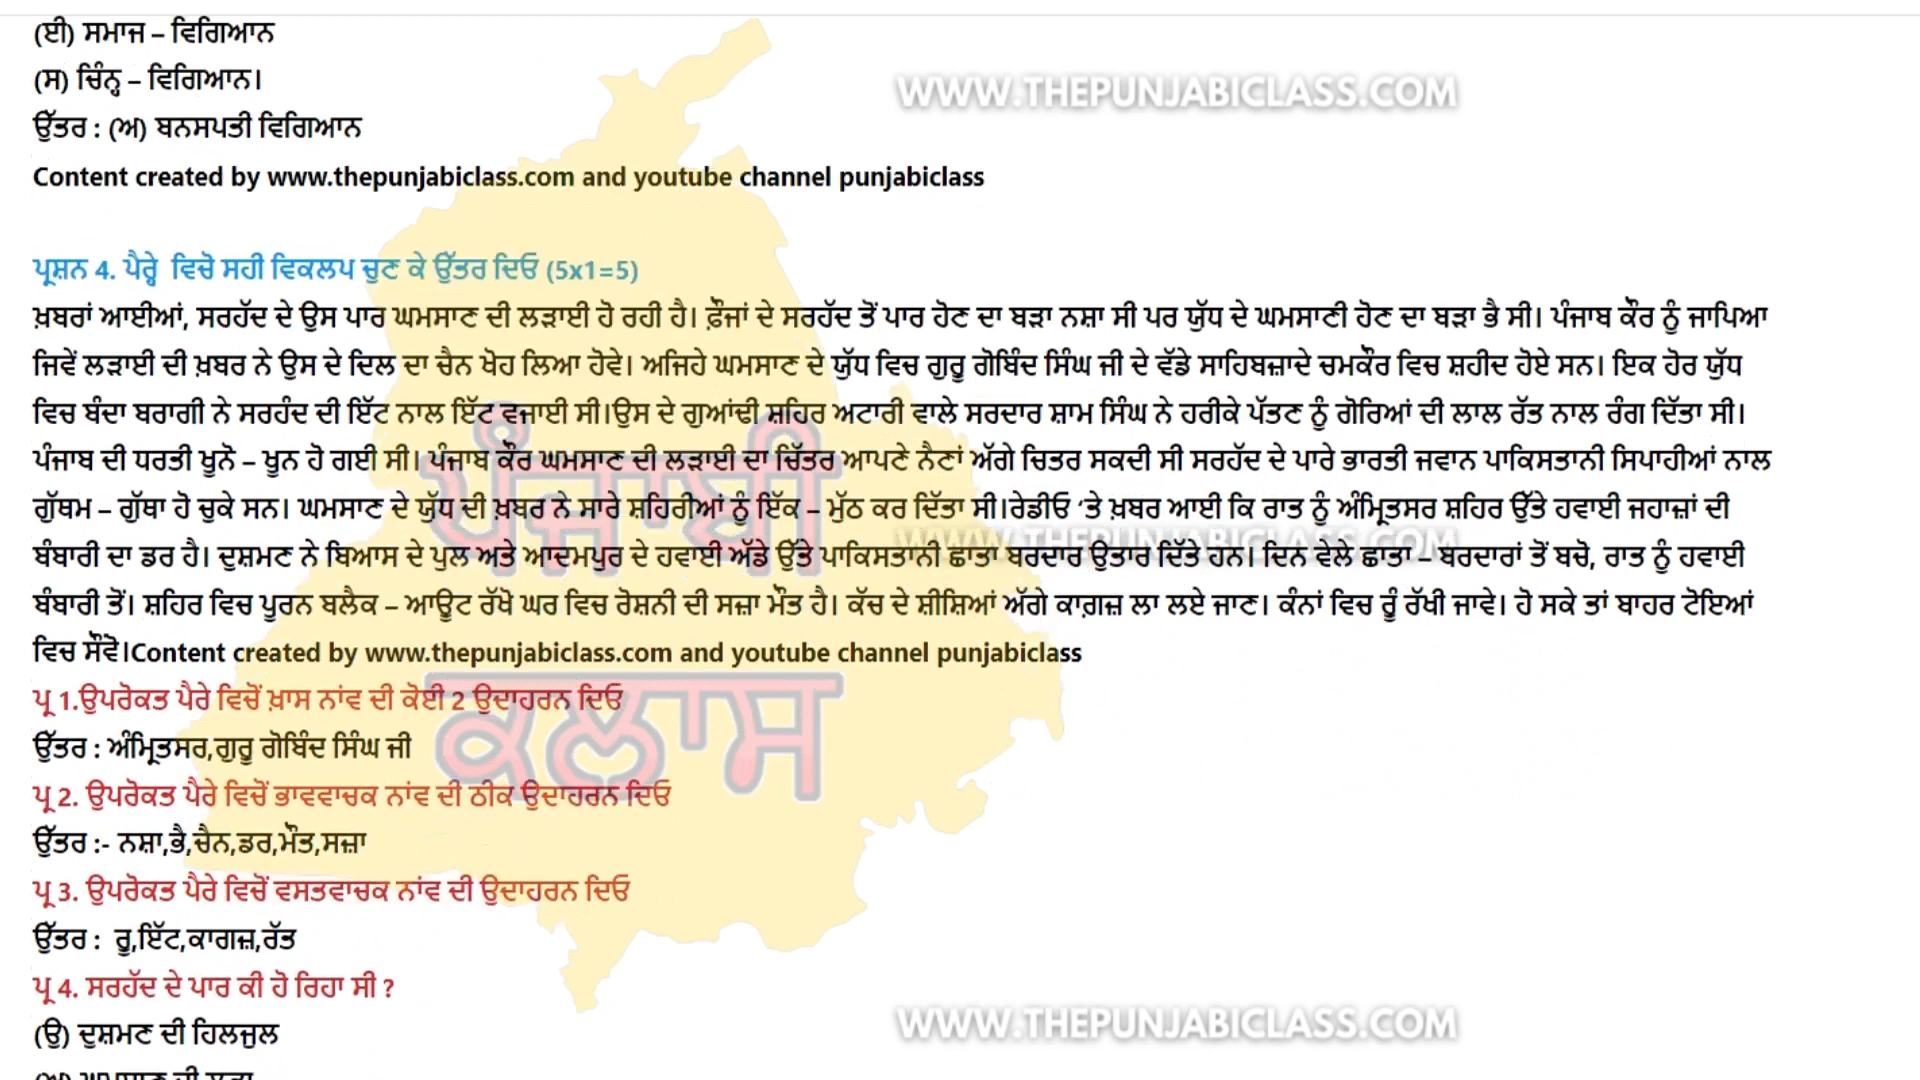 (ਈ) ਸਮਾਜ – ਵਿਗਿਆਨ
(ਸ) ਚਿੰਨ੍ਹ – ਵਿਗਿਆਨ।
WWW.THEPUNJABICLASS.COM
ਉੱਤਰ : (ਅ) ਬਨਸਪਤੀ ਵਿਗਿਆਨ
Content created by www.thepunjabiclass.com and youtube channel punjabiclass
ਪ੍ਰਸ਼ਨ 4. ਪੈਰ੍ਹੇ ਵਿਚੋ ਸਹੀ ਵਿਕਲਪ ਚੁਣ ਕੇ ਉੱਤਰ ਦਿਓ (5x1=5)
ਖ਼ਬਰਾਂ ਆਈਆਂ, ਸਰਹੱਦ ਦੇ ਉਸ ਪਾਰ ਘਮਸਾਣ ਦੀ ਲੜਾਈ ਹੋ ਰਹੀ ਹੈ। ਫ਼ੌਜਾਂ ਦੇ ਸਰਹੱਦ ਤੋਂ ਪਾਰ ਹੋਣ ਦਾ ਬੜਾ ਨਸ਼ਾ ਸੀ ਪਰ ਯੁੱਧ ਦੇ ਘਮਸਾਣੀ ਹੋਣ ਦਾ ਬੜਾ ਭੈ ਸੀ। ਪੰਜਾਬ ਕੌਰ ਨੂੰ ਜਾਪਿਆ
ਜਿਵੇਂ ਲੜਾਈ ਦੀ ਖ਼ਬਰ ਨੇ ਉਸ ਦੇ ਦਿਲ ਦਾ ਚੈਨ ਖੋਹ ਲਿਆ ਹੋਵੇ। ਅਜਿਹੇ ਘਮਸਾਣ ਦੇ ਯੁੱਧ ਵਿਚ ਗੁਰੂ ਗੋਬਿੰਦ ਸਿੰਘ ਜੀ ਦੇ ਵੱਡੇ ਸਾਹਿਬਜ਼ਾਦੇ ਚਮਕੌਰ ਵਿਚ ਸ਼ਹੀਦ ਹੋਏ ਸਨ। ਇਕ ਹੋਰ ਯੁੱਧ
ਵਿਚ ਬੰਦਾ ਬਰਾਗੀ ਨੇ ਸਰਹੰਦ ਦੀ ਇੱਟ ਨਾਲ ਇੱਟ ਵਜਾਈ ਸੀ।ਉਸ ਦੇ ਗੁਆਂਢੀ ਸ਼ਹਿਰ ਅਟਾਰੀ ਵਾਲੇ ਸਰਦਾਰ ਸ਼ਾਮ ਸਿੰਘ ਨੇ ਹਰੀਕੇ ਪੱਤਣ ਨੂੰ ਗੋਰਿਆਂ ਦੀ ਲਾਲ ਰੱਤ ਨਾਲ ਰੰਗ ਦਿੱਤਾ ਸੀ।
ਪੰਜਾਬ ਦੀ ਧਰਤੀ ਖੂਨੋ – ਖੂਨ ਹੋ ਗਈ ਸੀ। ਪੰਜਾਬ ਕੌਰ ਘਮਸਾਣ ਦੀ ਲੜਾਈ ਦਾ ਚਿੱਤਰ ਆਪਣੇ ਨੈਣਾਂ ਅੱਗੇ ਚਿਤਰ ਸਕਦੀ ਸੀ ਸਰਹੱਦ ਦੇ ਪਾਰੇ ਭਾਰਤੀ ਜਵਾਨ ਪਾਕਿਸਤਾਨੀ ਸਿਪਾਹੀਆਂ ਨਾਲ
ਗੁੱਥਮ – ਗੁੱਥਾ ਹੋ ਚੁਕੇ ਸਨ। ਘਮਸਾਣ ਦੇ ਯੁੱਧ ਦੀ ਖ਼ਬਰ ਨੇ ਸਾਰੇ ਸ਼ਹਿਰੀਆਂ ਨੂੰ ਇੱਕ – ਮੁੱਠ ਕਰ ਦਿੱਤਾ ਸੀ।ਰੇਡੀਓ ‘ਤੇ ਖ਼ਬਰ ਆਈ ਕਿ ਰਾਤ ਨੂੰ ਅੰਮ੍ਰਿਤਸਰ ਸ਼ਹਿਰ ਉੱਤੇ ਹਵਾਈ ਜਹਾਜ਼ਾਂ ਦੀ
WWW.THEPUNJABICLASS.COM
ਬੰਬਾਰੀ ਦਾ ਡਰ ਹੈ। ਦੁਸ਼ਮਣ ਨੇ ਬਿਆਸ ਦੇ ਪੁਲ ਅਤੇ ਆਦਮਪੁਰ ਦੇ ਹਵਾਈ ਅੱਡੇ ਉੱਤੇ ਪਾਕਿਸਤਾਨੀ ਛਾਤਾ ਬਰਦਾਰ ਉਤਾਰ ਦਿੱਤੇ ਹਨ। ਦਿਨ ਵੇਲੇ ਛਾਤਾ – ਬਰਦਾਰਾਂ ਤੋਂ ਬਚੋ, ਰਾਤ ਨੂੰ ਹਵਾਈ
ਬੰਬਾਰੀ ਤੋਂ। ਸ਼ਹਿਰ ਵਿਚ ਪੂਰਨ ਬਲੈਕ – ਆਊਟ ਰੱਖੋ ਘਰ ਵਿਚ ਰੋਸ਼ਨੀ ਦੀ ਸਜ਼ਾ ਮੌਤ ਹੈ। ਕੱਚ ਦੇ ਸ਼ੀਸ਼ਿਆਂ ਅੱਗੇ ਕਾਗ਼ਜ਼ ਲਾ ਲਏ ਜਾਣ। ਕੰਨਾਂ ਵਿਚ ਰੂੰ ਰੱਖੀ ਜਾਵੇ। ਹੋ ਸਕੇ ਤਾਂ ਬਾਹਰ ਟੋਇਆਂ
ਵਿਚ ਸੌਂਵੋ।Content created by www.thepunjabiclass.com and youtube channel punjabiclass
ਪੰਜਾਬੀ
ਕਲਾਸ
ਪ੍ਰ 1.ਉਪਰੋਕਤ ਪੈਰੇ ਵਿਚੋਂ ਖ਼ਾਸ ਨਾਂਵ ਦੀ ਕੋਈ 2 ਉਦਾਹਰਨ ਦਿਓ
ਉੱਤਰ : ਅੰਮ੍ਰਿਤਸਰ,ਗੁਰੂ ਗੋਬਿੰਦ ਸਿੰਘ ਜੀ
ਪ੍ਰ 2. ਉਪਰੋਕਤ ਪੈਰੇ ਵਿਚੋਂ ਭਾਵਵਾਚਕ ਨਾਂਵ ਦੀ ਠੀਕ ਉਦਾਹਰਨ ਦਿਓ
ਉੱਤਰ :- ਨਸ਼ਾ,ਭੈ,ਚੈਨ,ਡਰ,ਮੌਤ,ਸਜ਼ਾ
ਪ੍ਰ 3. ਉਪਰੋਕਤ ਪੈਰੇ ਵਿਚੋਂ ਵਸਤਵਾਚਕ ਨਾਂਵ ਦੀ ਉਦਾਹਰਨ ਦਿਓ
ਉੱਤਰ : ਰੂ,ਇੱਟ,ਕਾਗਜ਼,ਰੱਤ
ਪ੍ਰ 4. ਸਰਹੱਦ ਦੇ ਪਾਰ ਕੀ ਹੋ ਰਿਹਾ ਸੀ ?
(ਉ) ਦੁਸ਼ਮਣ ਦੀ ਹਿਲਜੁਲ
WWW.THEPUNJABICLASS.COM